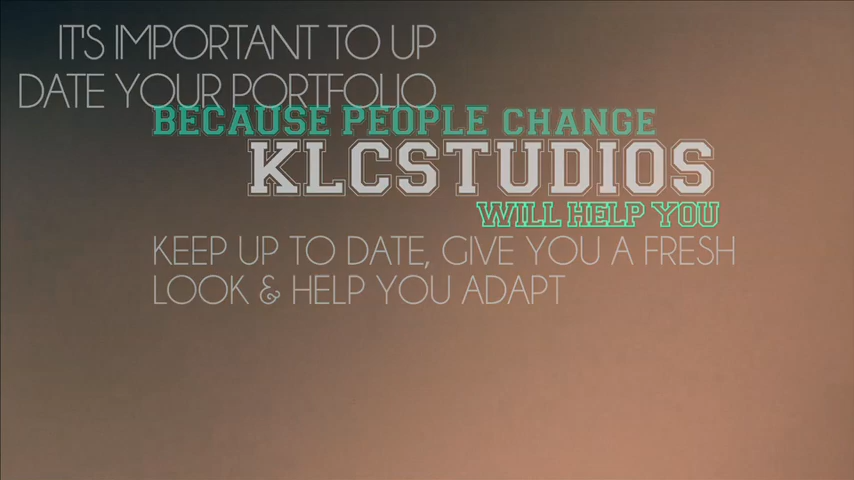 IT'S IMPORTANT TO UP
DATE YOUR PORTFOLIO
BECAUSE PEOPLE CHANGE
KLCSTUDIOS
WILL HELP YOU
KEEP UP TO DATE, GIVE YOU A FRESH
LOOK & HELP YOU ADAPT